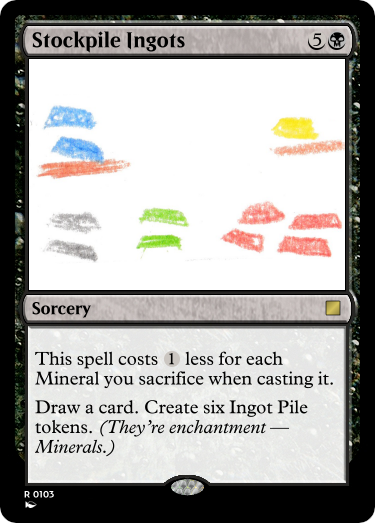 Stockpile Ingots 5
Sorcery
This spell costs 1 less for each
Mineral you sacrifice when casting it.
Draw a card. Create six Ingot Pile
tokens. (They're enchantment —
Minerals.)
R 0103